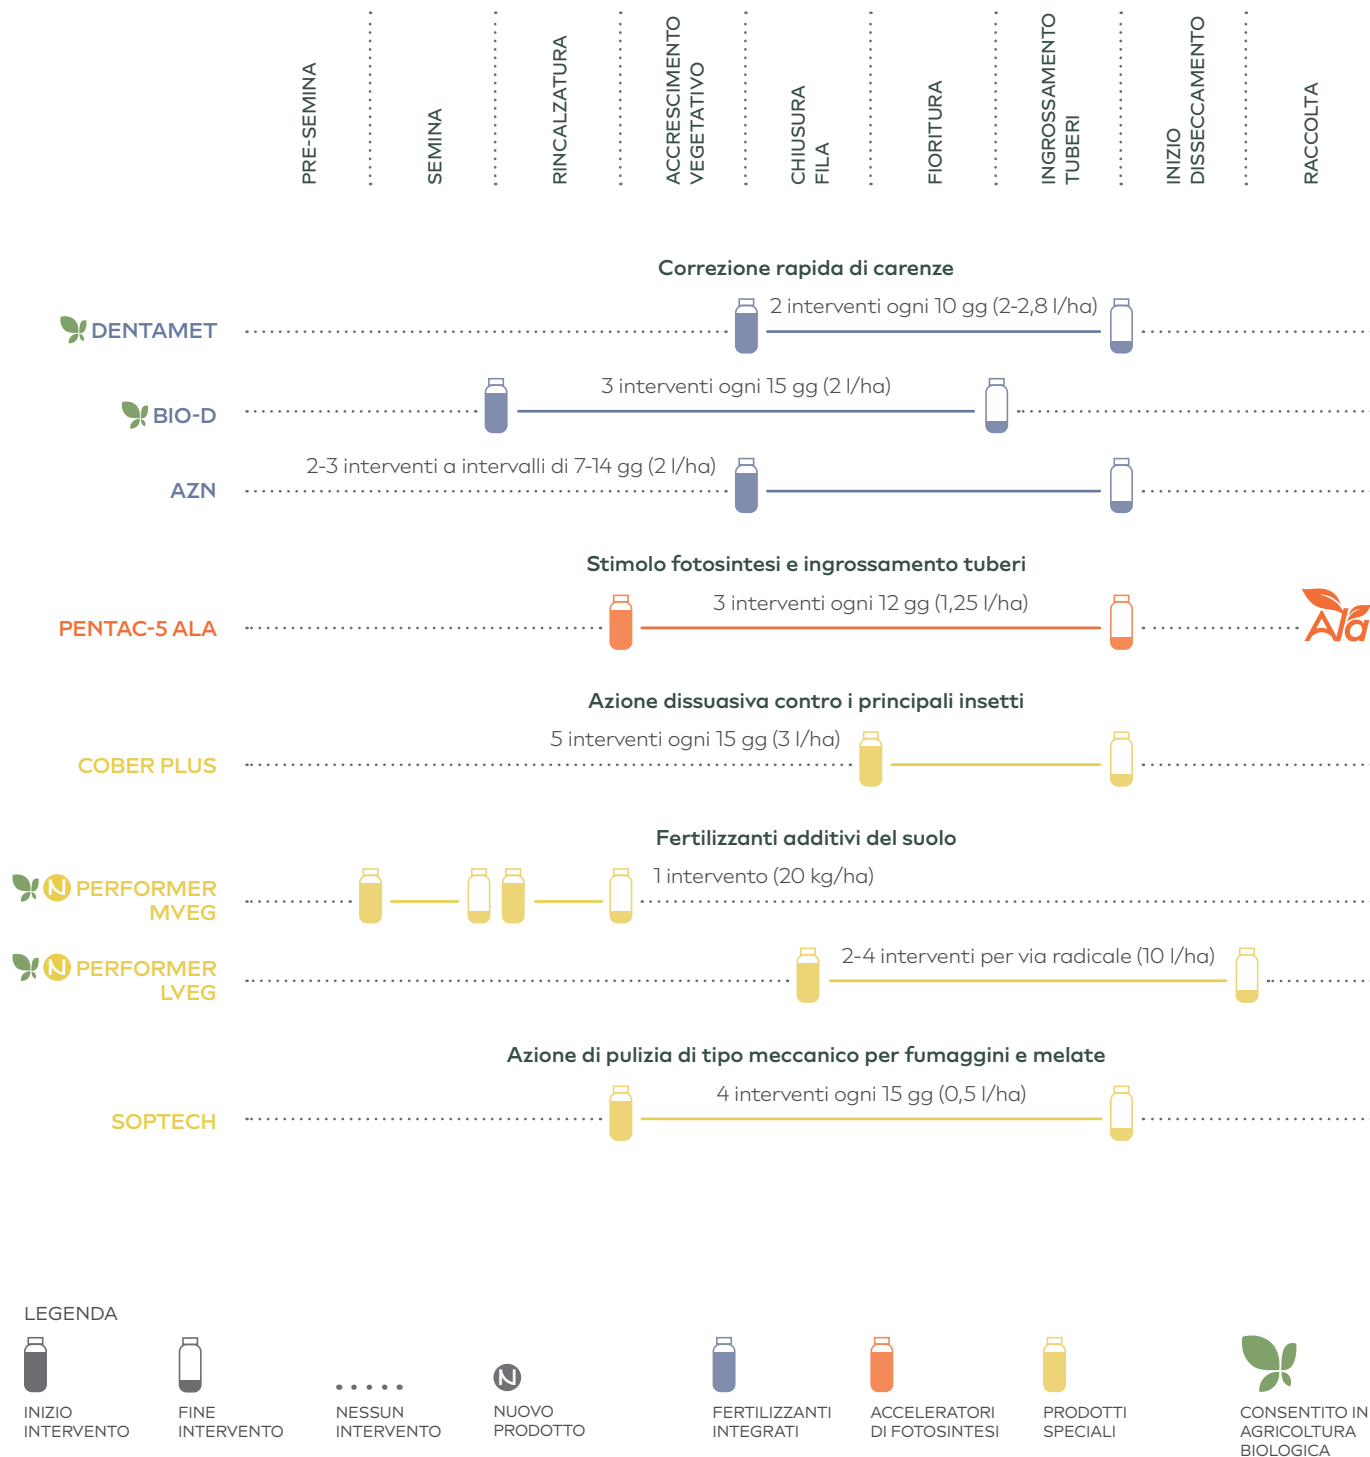 PRE-SEMINA
SEMINA
RINCALZATURA
ACCRESCIMENTO
VEGETATIVO
CHIUSURA
FILA
FIORITURA
INGROSSAMENTO
TUBERI
INIZIO
DISSECCAMENTO
RACCOLTA
Correzione rapida di carenze
DENTAMET
2 interventi ogni 10 gg (2-2,8 l/ha)
BIO-D
3 interventi ogni 15 gg (2 l/ha)
AZN
2-3 interventi a intervalli di 7-14 gg (2 l/ha)
Stimolo fotosintesi e ingrossamento tuberi
PENTAC-5 ALA
3 interventi ogni 12 gg (1,25 l/ha)
Ala
Azione dissuasiva contro i principali insetti
COBER PLUS
5 interventi ogni 15 gg (3 l/ha)
Fertilizzanti additivi del suolo
N PERFORMER
MVEG
1 intervento (20 kg/ha)
N PERFORMER
LVEG
2-4 interventi per via radicale (10 l/ha)
Azione di pulizia di tipo meccanico per fumaggini e melate
SOPTECH
4 interventi ogni 15 gg (0,5 l/ha)
LEGENDA
INIZIO
INTERVENTO
FINE
INTERVENTO
NESSUN
INTERVENTO
N
NUOVO
PRODOTTO
FERTILIZZANTI
INTEGRATI
ACCELERATORI
DI FOTOSINTESI
PRODOTTI
SPECIALI
CONSENTITO IN
AGRICOLTURA
BIOLOGICA